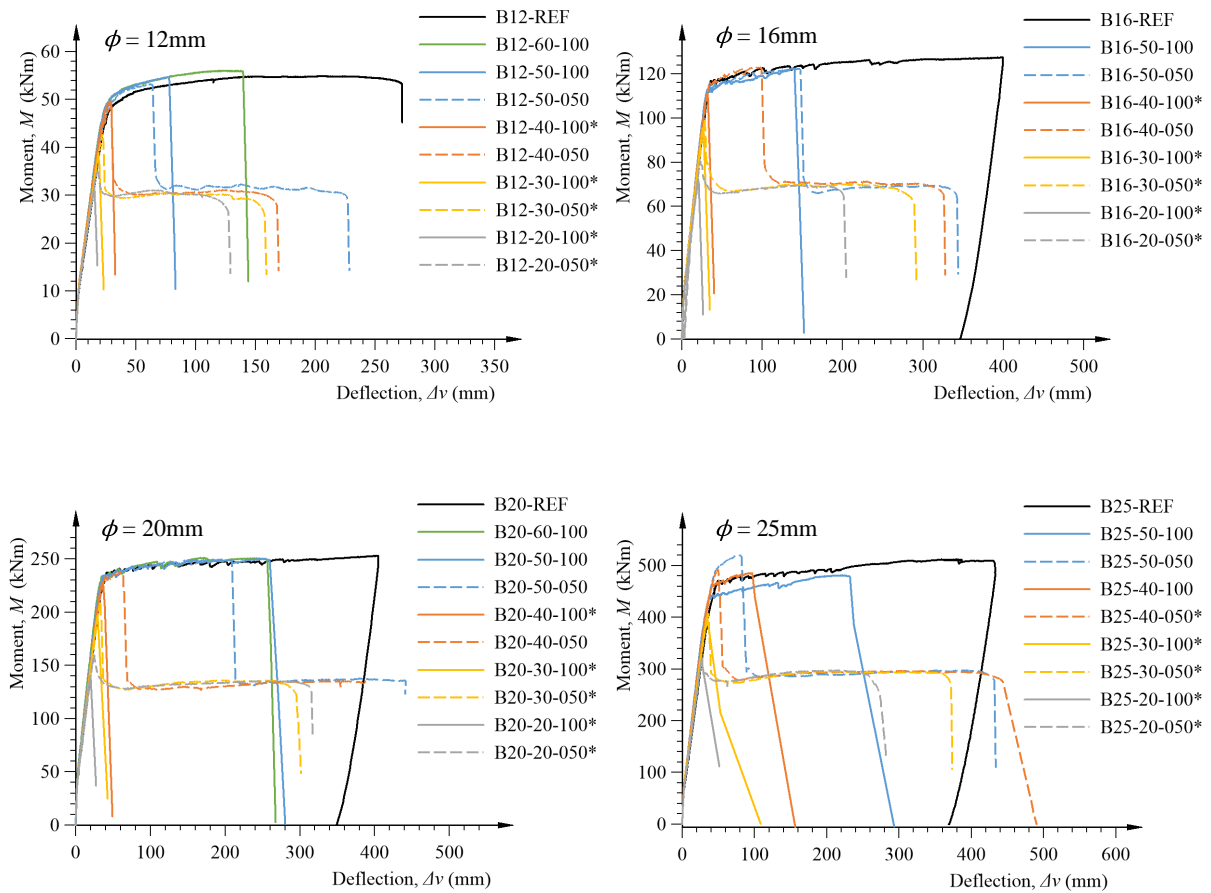 ϕ = 12mm
Moment, M (kNm)
60
50
40
30
20
10
0
0 50 100 150 200 250 300 350
Deflection, Δv (mm)
B12-REF
B12-60-100
B12-50-100
B12-50-050
B12-40-100*
B12-40-050
B12-30-100*
B12-30-050*
B12-20-100*
B12-20-050*
ϕ = 16mm
Moment, M (kNm)
120
100
80
60
40
20
0
0 100 200 300 400 500
Deflection, Δv (mm)
B16-REF
B16-50-100
B16-50-050
B16-40-100*
B16-40-050
B16-30-100*
B16-30-050*
B16-20-100*
B16-20-050*
ϕ = 20mm
Moment, M (kNm)
250
200
150
100
50
0
0 100 200 300 400 500
Deflection, Δv (mm)
B20-REF
B20-60-100
B20-50-100
B20-50-050
B20-40-100*
B20-40-050
B20-30-100*
B20-30-050*
B20-20-100*
B20-20-050*
ϕ = 25mm
Moment, M (kNm)
500
400
300
200
100
0
0 100 200 300 400 500 600
Deflection, Δv (mm)
B25-REF
B25-50-100
B25-50-050
B25-40-100
B25-40-050*
B25-30-100*
B25-30-050*
B25-20-100*
B25-20-050*